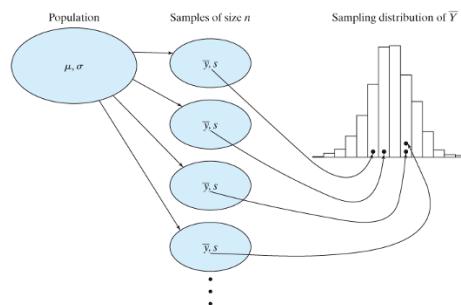 Population
Samples of size n
Sampling distribution of Y̅
μ, σ
y̅, s
y̅, s
y̅, s
y̅, s